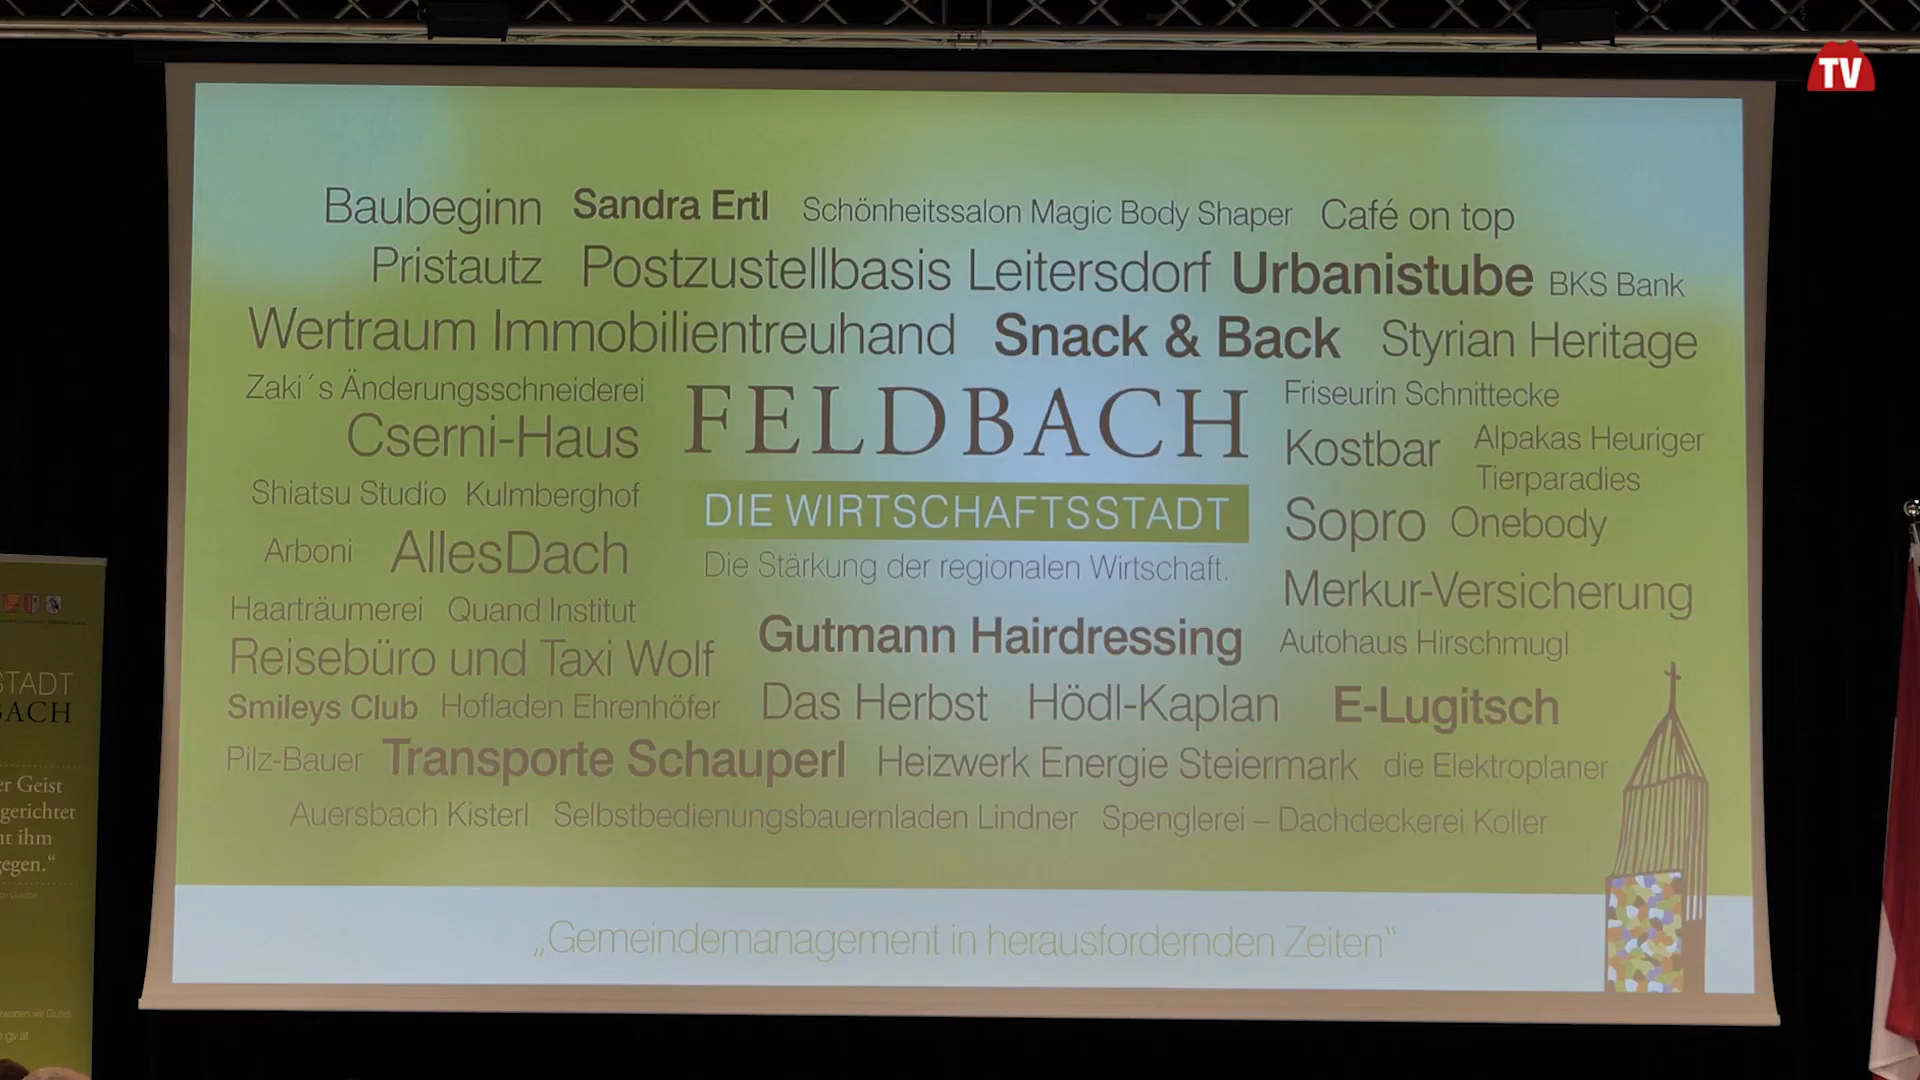 TV
Baubeginn Sandra Ertl Schönheitssalon Magic Body Shaper Café on top
Pristautz Postzustellbasis Leitersdorf Urbanistube BKS Bank
Wertraum Immobilientreuhand Snack & Back Styrian Heritage
Zaki´s Änderungsschneiderei
Cserni-Haus
Shiatsu Studio Kulmberghof
Arboni AllesDach
Haarträumerei Quand Institut
Reisebüro und Taxi Wolf
FELDBACH
DIE WIRTSCHAFTSSTADT
Die Stärkung der regionalen Wirtschaft.
Gutmann Hairdressing
Friseurin Schnittecke
Kostbar Alpakas Heuriger
Tierparadies
Sopro Onebody
Merkur-Versicherung
Autohaus Hirschmugl
Smileys Club Hofladen Ehrenhöfer Das Herbst Hödl-Kaplan E-Lugitsch
Pilz-Bauer Transporte Schauperl Heizwerk Energie Steiermark die Elektroplaner
Auersbach Kisterl Selbstbedienungsbauernladen Lindner Spenglerei – Dachdeckerei Koller
„Gemeindemanagement in herausfordernden Zeiten“
STADT
BACH
er Geist
gerichtet
ht ihm
gegen.“
gv.at